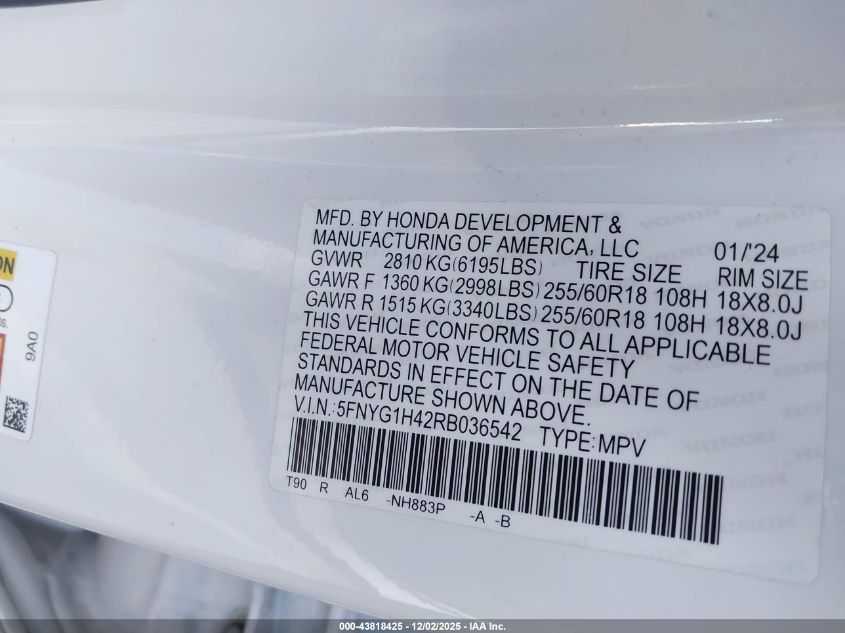 MFD. BY HONDA DEVELOPMENT &
MANUFACTURING OF AMERICA, LLC 01/'24
GVWR 2810 KG(6195LBS) TIRE SIZE RIM SIZE
GAWR F 1360 KG(2998LBS) 255/60R18 108H 18X8.0J
GAWR R 1515 KG(3340LBS) 255/60R18 108H 18X8.0J
THIS VEHICLE CONFORMS TO ALL APPLICABLE
FEDERAL MOTOR VEHICLE SAFETY
STANDARDS IN EFFECT ON THE DATE OF
MANUFACTURE SHOWN ABOVE.
V.I.N.:5FNYG1H42RB036542 TYPE:MPV
T90 R AL6 -NH883P -A -B
9A0
000-43818425 - 12/02/2025 - IAA Inc.